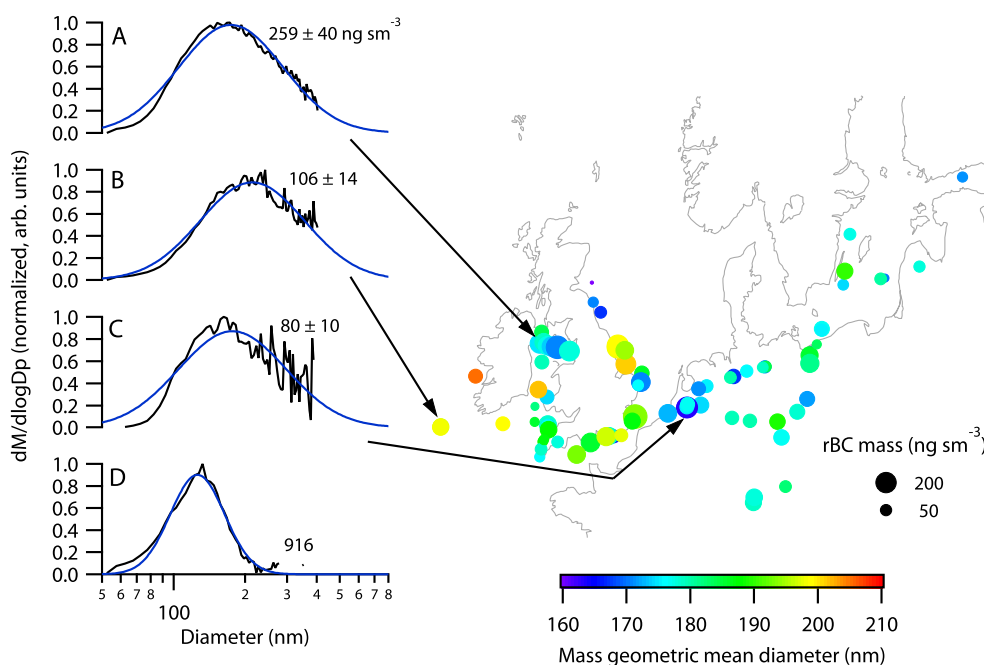 dM/dlogDp (normalized, arb. units)
1.0
0.8
0.6
0.4
0.2
0.0
A
259 ± 40 ng sm⁻³
1.0
0.8
0.6
0.4
0.2
0.0
B
106 ± 14
1.0
0.8
0.6
0.4
0.2
0.0
C
80 ± 10
1.0
0.8
0.6
0.4
0.2
0.0
D
916
5 6 7 8 2 3 4 5 6 7 8
100
Diameter (nm)
rBC mass (ng sm⁻³)
200
50
160 170 180 190 200 210
Mass geometric mean diameter (nm)